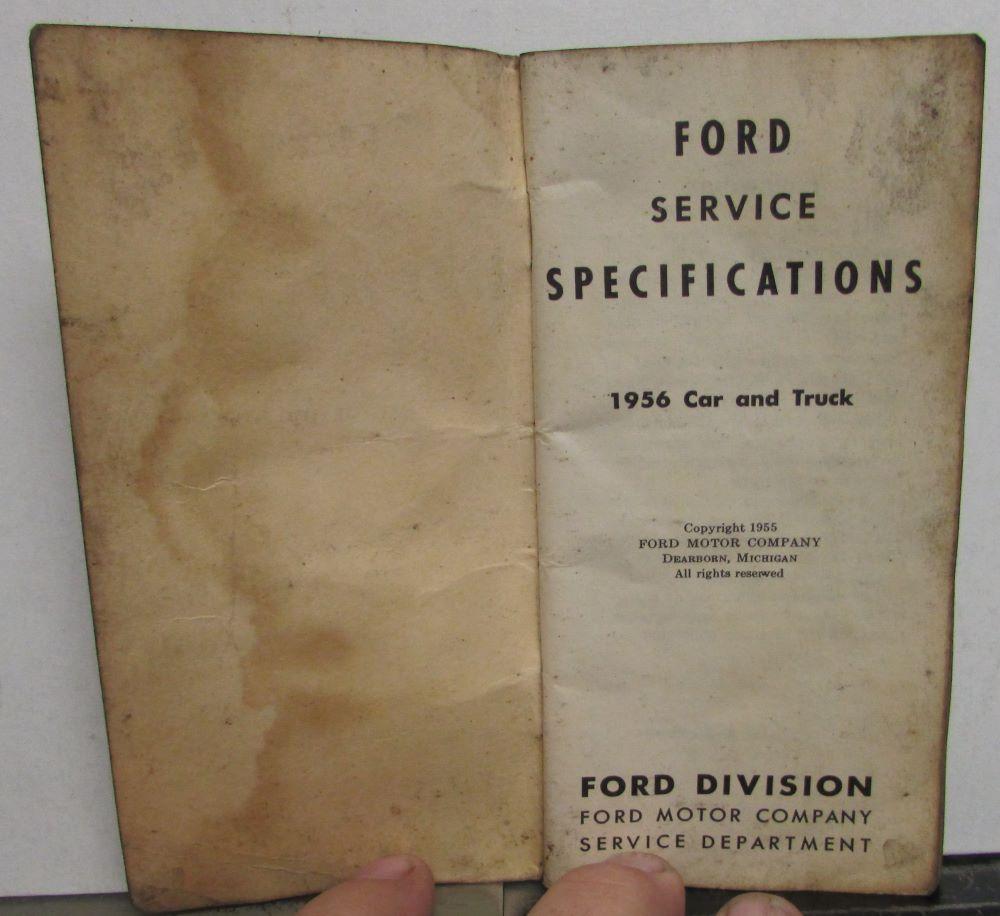 FORD
SERVICE
SPECIFICATIONS
1956 Car and Truck
Copyright 1955
FORD MOTOR COMPANY
DEARBORN, MICHIGAN
All rights reserved
FORD DIVISION
FORD MOTOR COMPANY
SERVICE DEPARTMENT